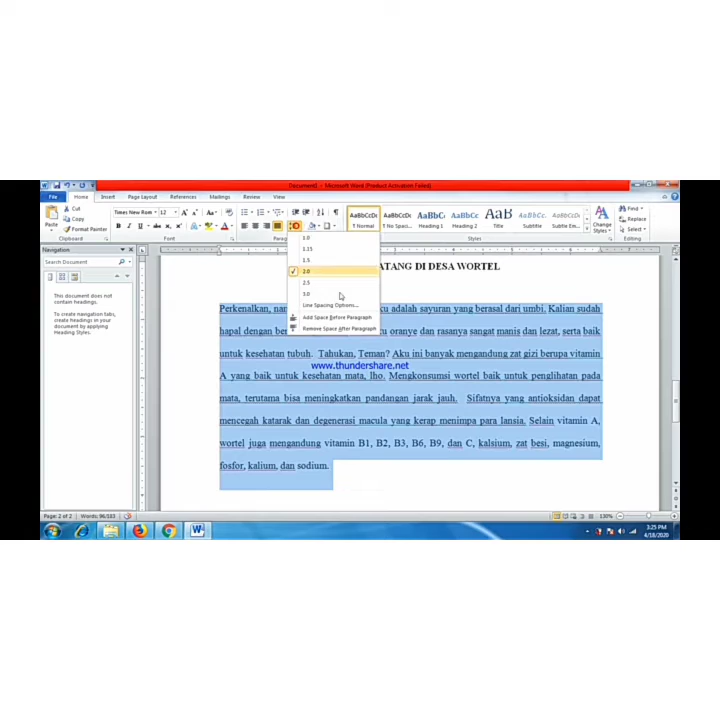 Document1 - Microsoft Word (Product Activation Failed)
File Home Insert Page Layout References Mailings Review View
Paste
Cut
Copy
Format Painter
Clipboard
Times New Rom 12
Font
AaBbCcDc AaBbCcDc AaBbC AaBbCc AaB AaBbCc. AaBbCcD
¶ Normal ¶ No Spaci... Heading 1 Heading 2 Title Subtitle Subtle Em...
Styles
Change Styles
Find
Replace
Select
Editing
Navigation
Search Document
This document does not contain headings.
To create navigation tabs, create headings in your document by applying Heading Styles.
1.0
1.15
1.5
2.0
2.5
3.0
Line Spacing Options...
Add Space Before Paragraph
Remove Space After Paragraph
ATANG DI DESA WORTEL
Perkenalkan, nam ku adalah sayuran yang berasal dari umbi. Kalian sudah
hapal dengan ben u oranye dan rasanya sangat manis dan lezat, serta baik
untuk kesehatan tubuh. Tahukan, Teman? Aku ini banyak mengandung zat gizi berupa vitamin
www.thundershare.net
A yang baik untuk kesehatan mata, lho. Mengkonsumsi wortel baik untuk penglihatan pada
mata, terutama bisa meningkatkan pandangan jarak jauh. Sifatnya yang antioksidan dapat
mencegah katarak dan degenerasi macula yang kerap menimpa para lansia. Selain vitamin A,
wortel juga mengandung vitamin B1, B2, B3, B6, B9, dan C, kalsium, zat besi, magnesium,
fosfor, kalium, dan sodium.
Page: 2 of 2 Words: 96/183
130%
3:25 PM
4/18/2020